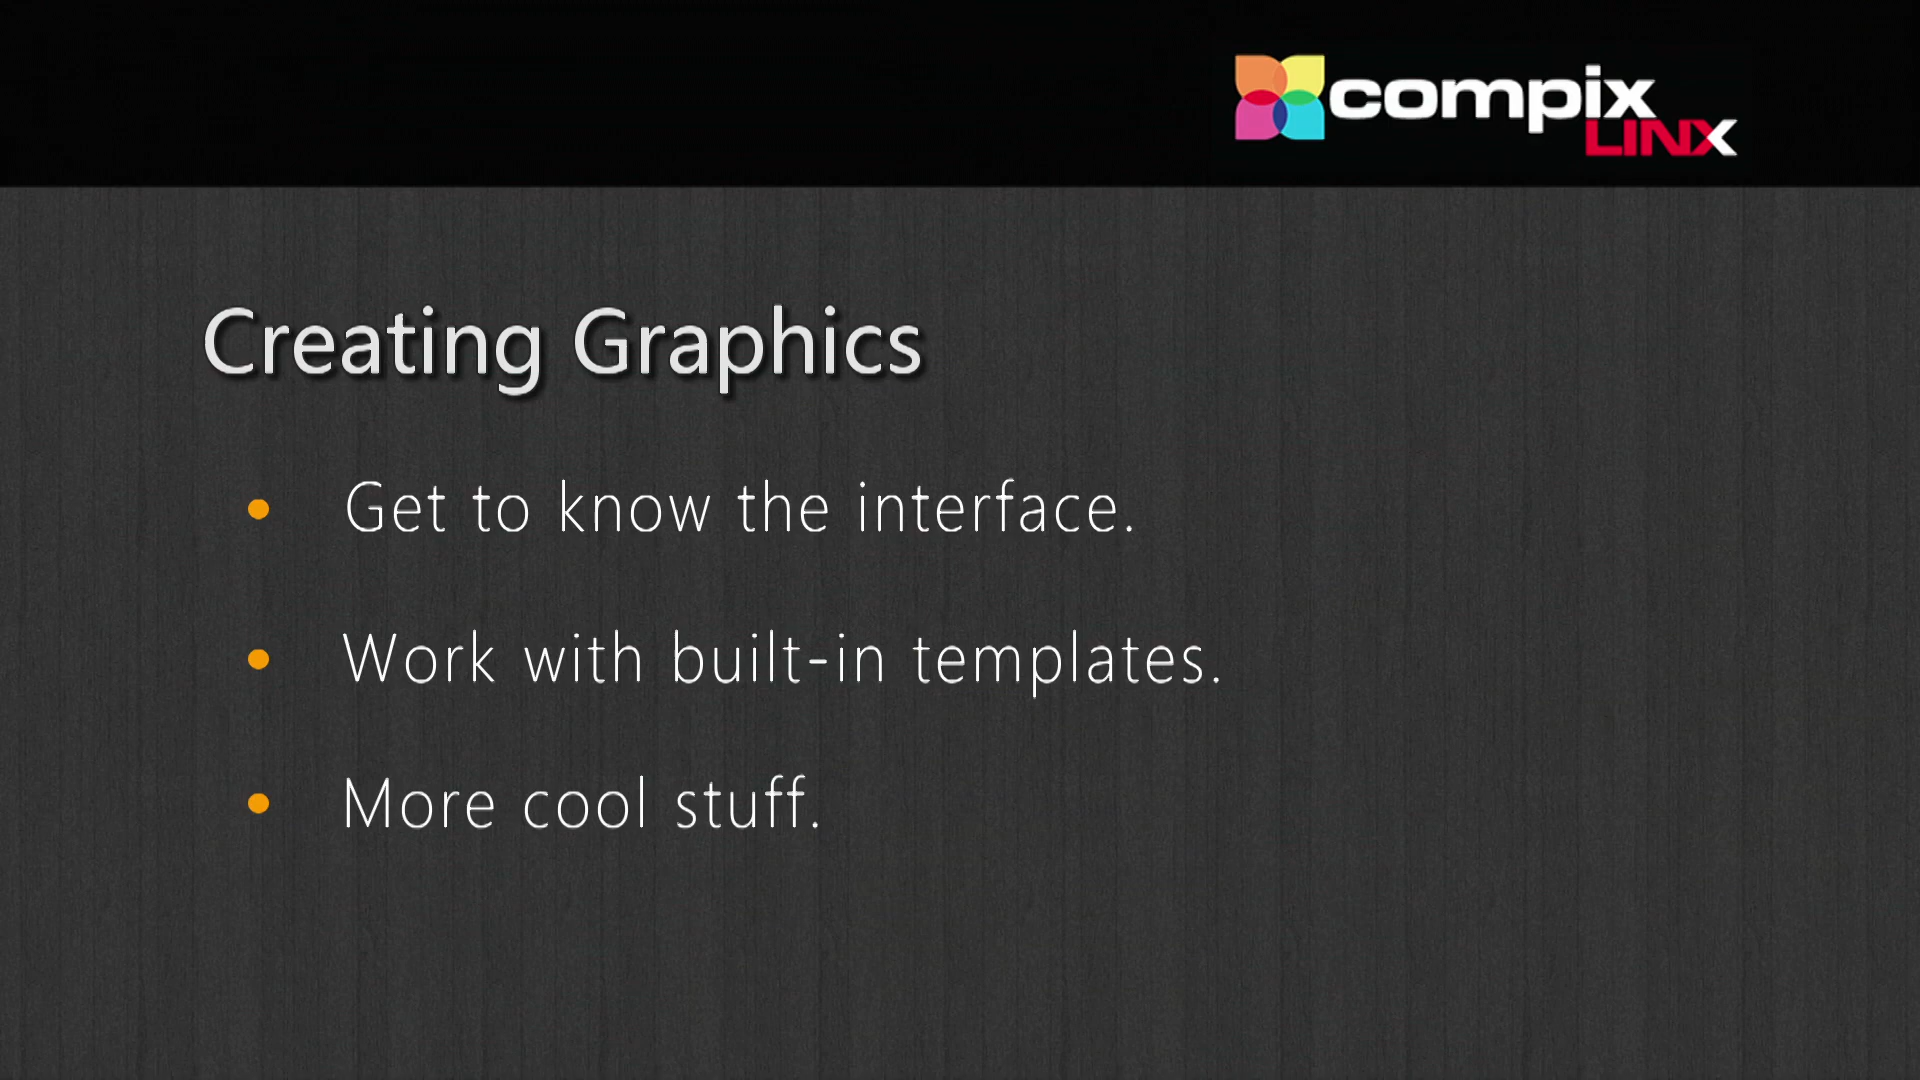 compix
LINX
Creating Graphics
• Get to know the interface.
• Work with built-in templates.
• More cool stuff.